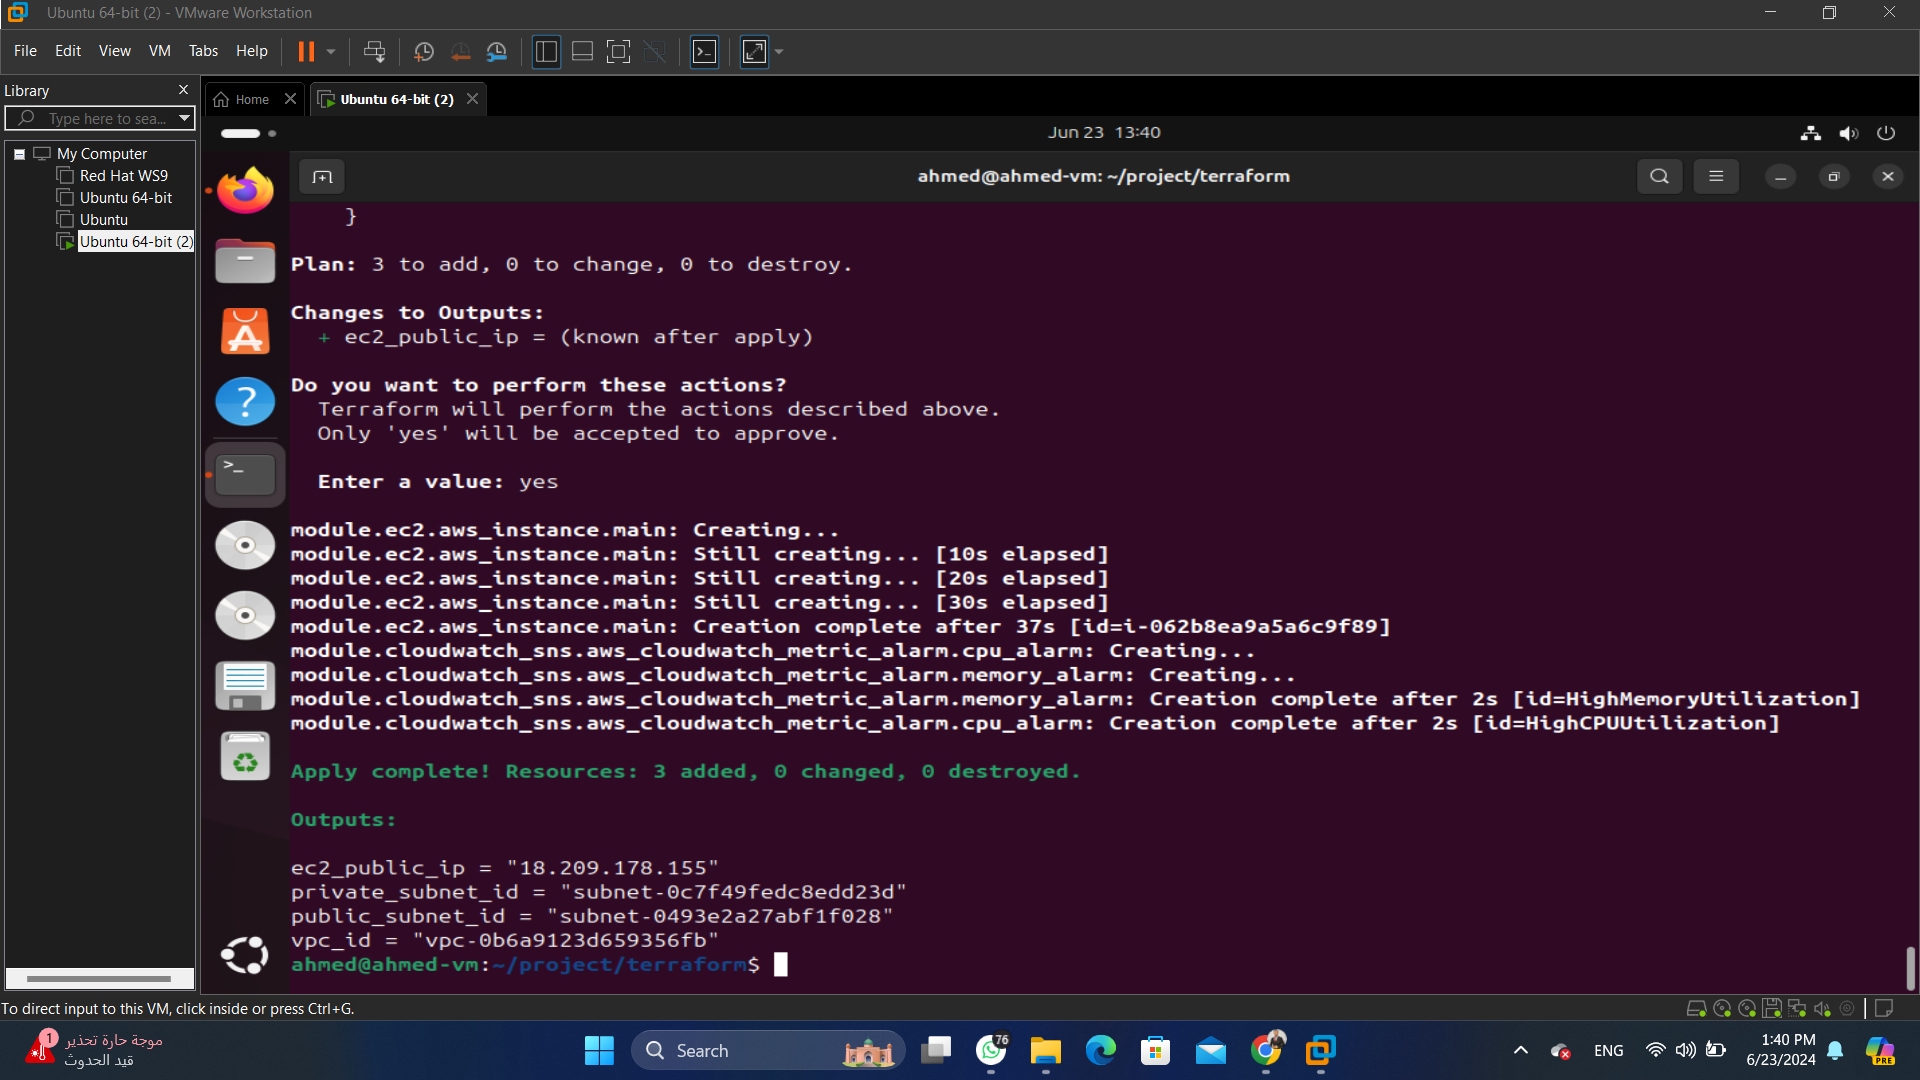 Ubuntu 64-bit (2) - VMware Workstation
File Edit View VM Tabs Help
Library
Home
Ubuntu 64-bit (2)
Type here to sea...
My Computer
Red Hat WS9
Ubuntu 64-bit
Ubuntu
Ubuntu 64-bit (2)
Jun 23 13:40
ahmed@ahmed-vm: ~/project/terraform
}
Plan: 3 to add, 0 to change, 0 to destroy.
Changes to Outputs:
+ ec2_public_ip = (known after apply)
Do you want to perform these actions?
Terraform will perform the actions described above.
Only 'yes' will be accepted to approve.
Enter a value: yes
module.ec2.aws_instance.main: Creating...
module.ec2.aws_instance.main: Still creating... [10s elapsed]
module.ec2.aws_instance.main: Still creating... [20s elapsed]
module.ec2.aws_instance.main: Still creating... [30s elapsed]
module.ec2.aws_instance.main: Creation complete after 37s [id=i-062b8ea9a5a6c9f89]
module.cloudwatch_sns.aws_cloudwatch_metric_alarm.cpu_alarm: Creating...
module.cloudwatch_sns.aws_cloudwatch_metric_alarm.memory_alarm: Creating...
module.cloudwatch_sns.aws_cloudwatch_metric_alarm.memory_alarm: Creation complete after 2s [id=HighMemoryUtilization]
module.cloudwatch_sns.aws_cloudwatch_metric_alarm.cpu_alarm: Creation complete after 2s [id=HighCPUUtilization]
Apply complete! Resources: 3 added, 0 changed, 0 destroyed.
Outputs:
ec2_public_ip = "18.209.178.155"
private_subnet_id = "subnet-0c7f49fedc8edd23d"
public_subnet_id = "subnet-0493e2a27abf1f028"
vpc_id = "vpc-0b6a9123d659356fb"
ahmed@ahmed-vm:~/project/terraform$
To direct input to this VM, click inside or press Ctrl+G.
1
موجة حارة تحذير
قيد الحدوث
Search
76
ENG
1:40 PM
6/23/2024
PRE